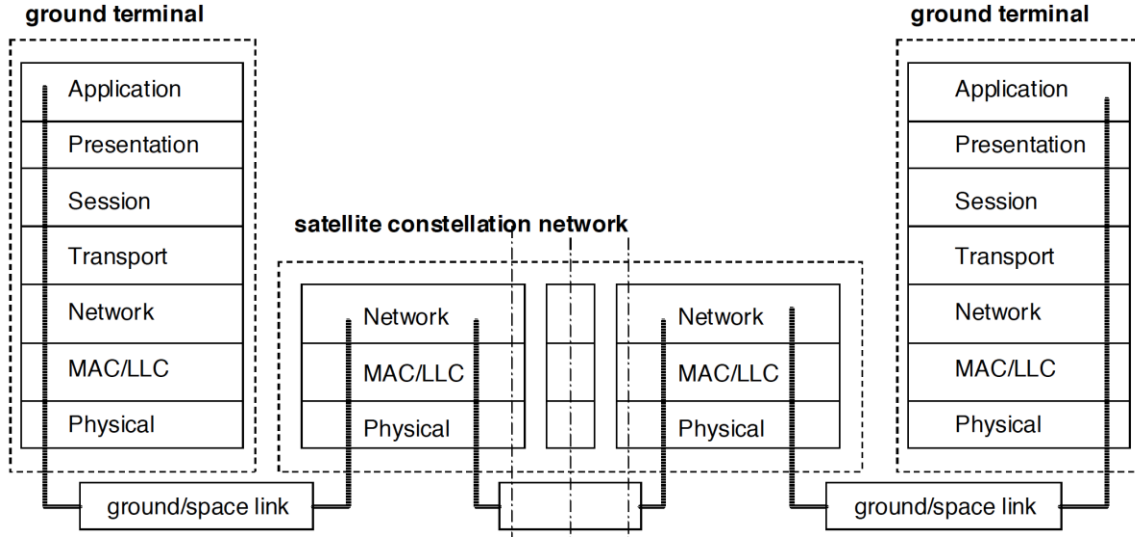 ground terminal
Application
Presentation
Session
Transport
Network
MAC/LLC
Physical
satellite constellation network
Network
MAC/LLC
Physical
Network
MAC/LLC
Physical
ground terminal
Application
Presentation
Session
Transport
Network
MAC/LLC
Physical
ground/space link
ground/space link